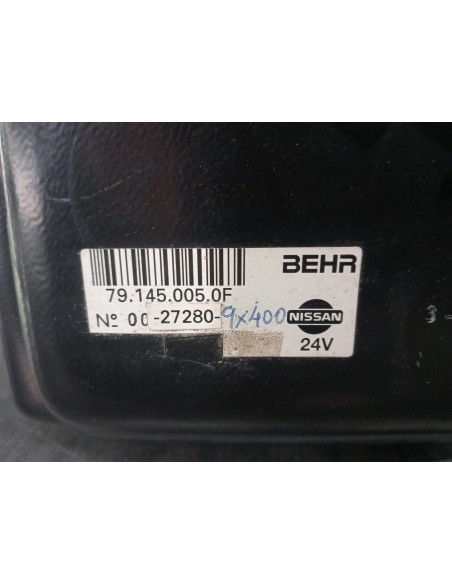 BEHR
79.145.005.0F
Nº 00-27280-9X400
NISSAN
24V